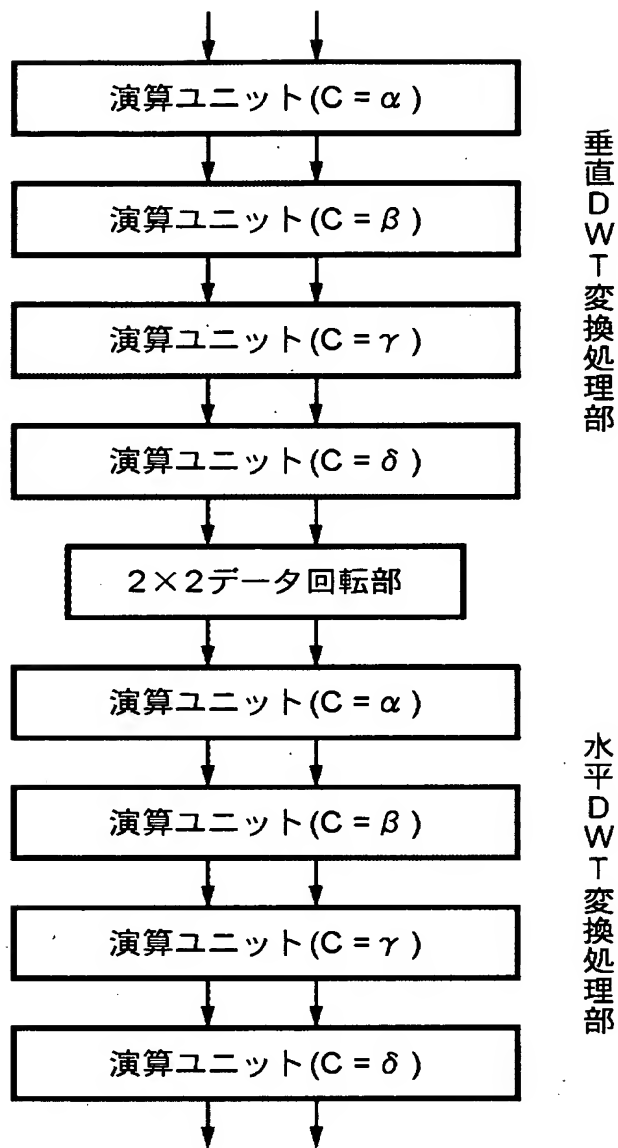 演算ユニット(C = α)
演算ユニット(C = β)
垂直DWT変換処理部
演算ユニット(C = γ)
演算ユニット(C = δ)
2×2データ回転部
演算ユニット(C = α)
演算ユニット(C = β)
水平DWT変換処理部
演算ユニット(C = γ)
演算ユニット(C = δ)